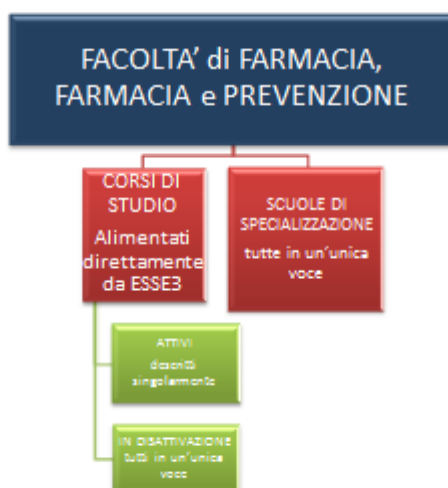 FACOLTA' di FARMACIA,
FARMACIA e PREVENZIONE
CORSI DI
STUDIO
Alimentati
direttamente
da ESSE3
SCUOLE DI
SPECIALIZZAZIONE
tutte in un'unica
voce
ATTIVI
descritti
singolarmente
IN DISATTIVAZIONE
tutti in un'unica
voce